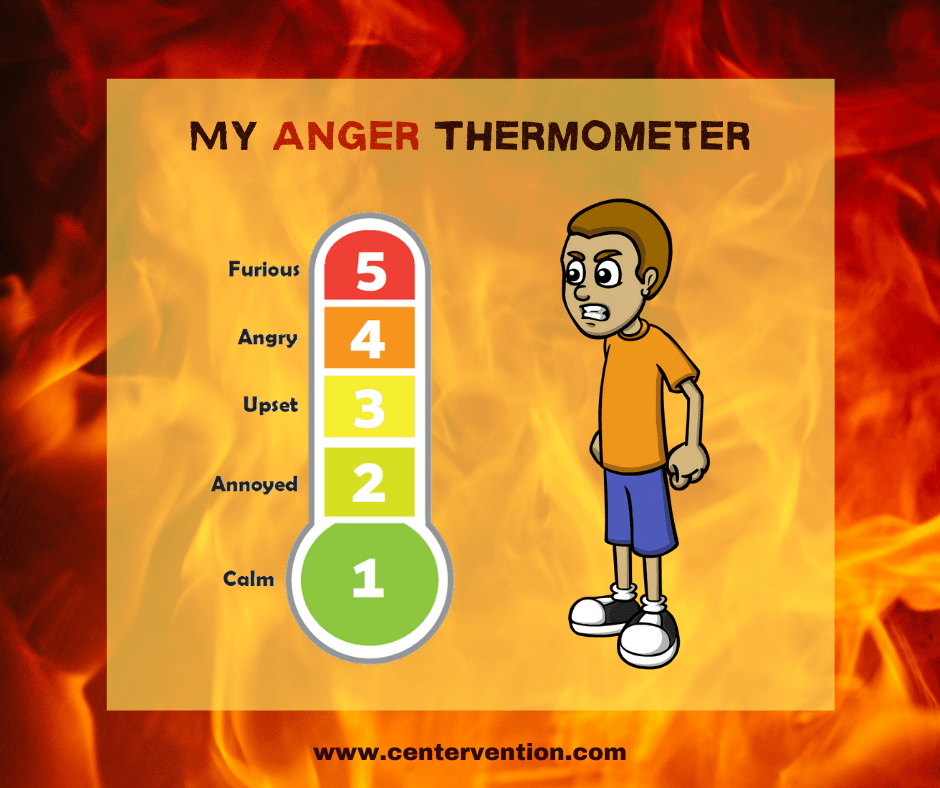 MY ANGER THERMOMETER
Furious 5
Angry 4
Upset 3
Annoyed 2
Calm 1
www.centervention.com